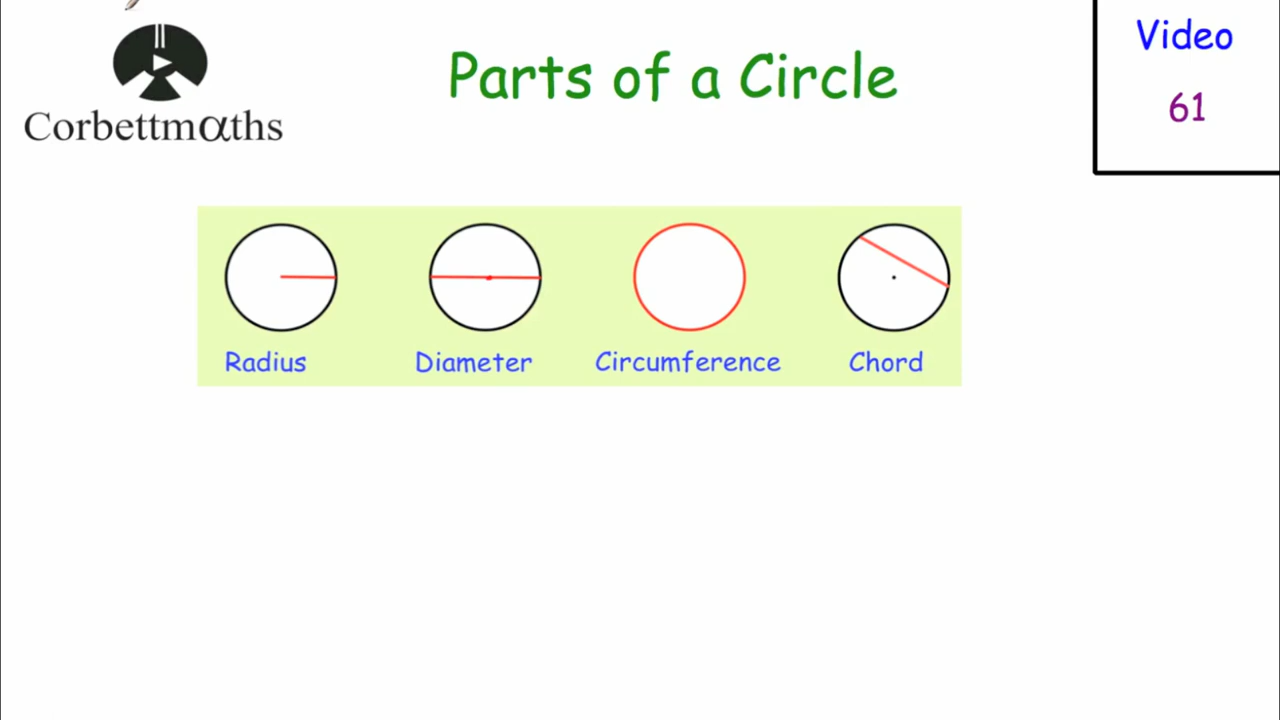 Corbettmαths
Parts of a Circle
Video
61
Radius
Diameter
Circumference
Chord